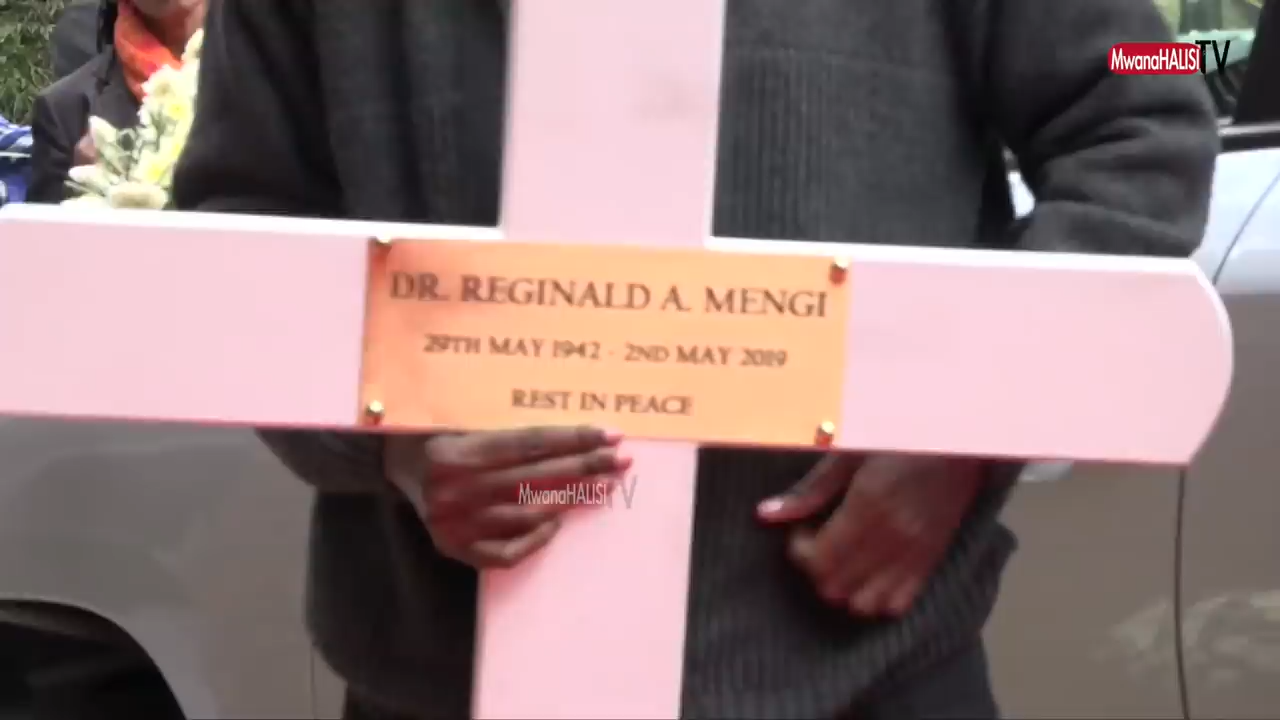 MwanaHALISI TV
DR. REGINALD A. MENGI
29TH MAY 1942 - 2ND MAY 2019
REST IN PEACE
MwanaHALISI TV